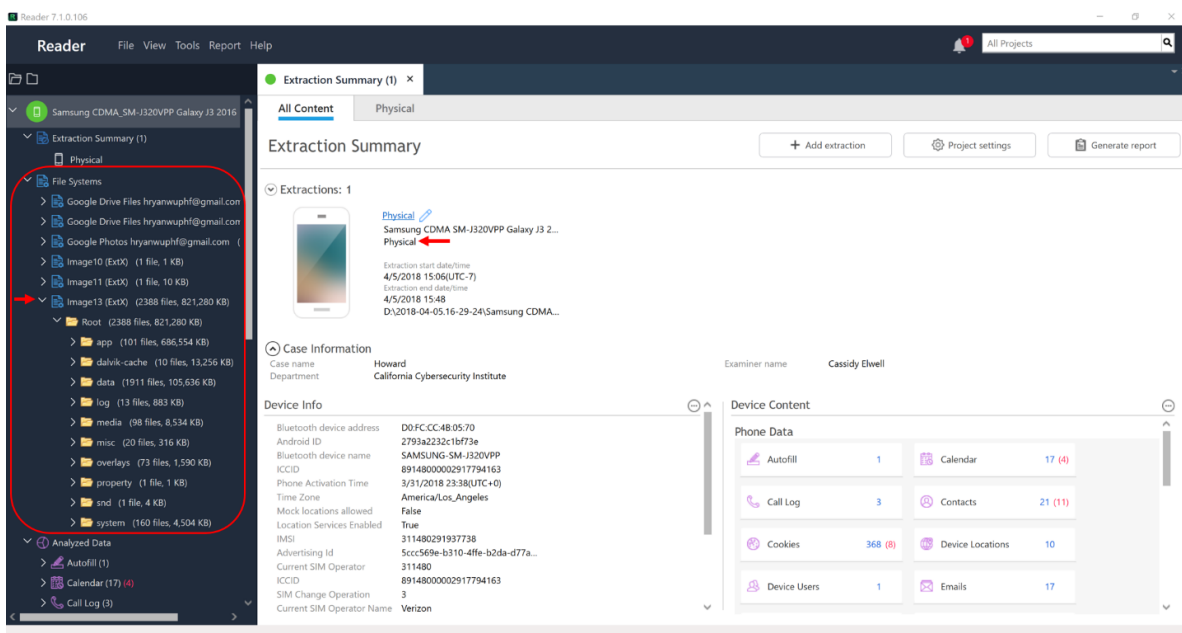 Reader 7.1.0.106
Reader File View Tools Report Help
1 All Projects
Extraction Summary (1) ×
Samsung CDMA_SM-J320VPP Galaxy J3 2016
Extraction Summary (1)
Physical
File Systems
Google Drive Files hryanwuphf@gmail.com
Google Drive Files hryanwuphf@gmail.com
Google Photos hryanwuphf@gmail.com (
Image10 (ExtX) (1 file, 1 KB)
Image11 (ExtX) (1 file, 10 KB)
Image13 (ExtX) (2388 files, 821,280 KB)
Root (2388 files, 821,280 KB)
app (101 files, 686,554 KB)
dalvik-cache (10 files, 13,256 KB)
data (1911 files, 105,636 KB)
log (13 files, 883 KB)
media (98 files, 8,534 KB)
misc (20 files, 316 KB)
overlays (73 files, 1,590 KB)
property (1 file, 1 KB)
snd (1 file, 4 KB)
system (160 files, 4,504 KB)
Analyzed Data
Autofill (1)
Calendar (17) (4)
Call Log (3)
All Content Physical
Extraction Summary
+ Add extraction Project settings Generate report
Extractions: 1
Physical
Samsung CDMA SM-J320VPP Galaxy J3 2...
Physical
Extraction start date/time
4/5/2018 15:06(UTC-7)
Extraction end date/time
4/5/2018 15:48
D:\2018-04-05.16-29-24\Samsung CDMA...
Case Information
Case name Howard Examiner name Cassidy Elwell
Department California Cybersecurity Institute
Device Info
Bluetooth device address D0:FC:CC:4B:05:70
Android ID 2793a2232c1bf73e
Bluetooth device name SAMSUNG-SM-J320VPP
ICCID 89148000002917794163
Phone Activation Time 3/31/2018 23:38(UTC+0)
Time Zone America/Los_Angeles
Mock locations allowed False
Location Services Enabled True
IMSI 311480291937738
Advertising Id 5ccc569e-b310-4ffe-b2da-d77a...
Current SIM Operator 311480
ICCID 89148000002917794163
SIM Change Operation 3
Current SIM Operator Name Verizon
Device Content
Phone Data
Autofill 1 Calendar 17 (4)
Call Log 3 Contacts 21 (11)
Cookies 368 (8) Device Locations 10
Device Users 1 Emails 17